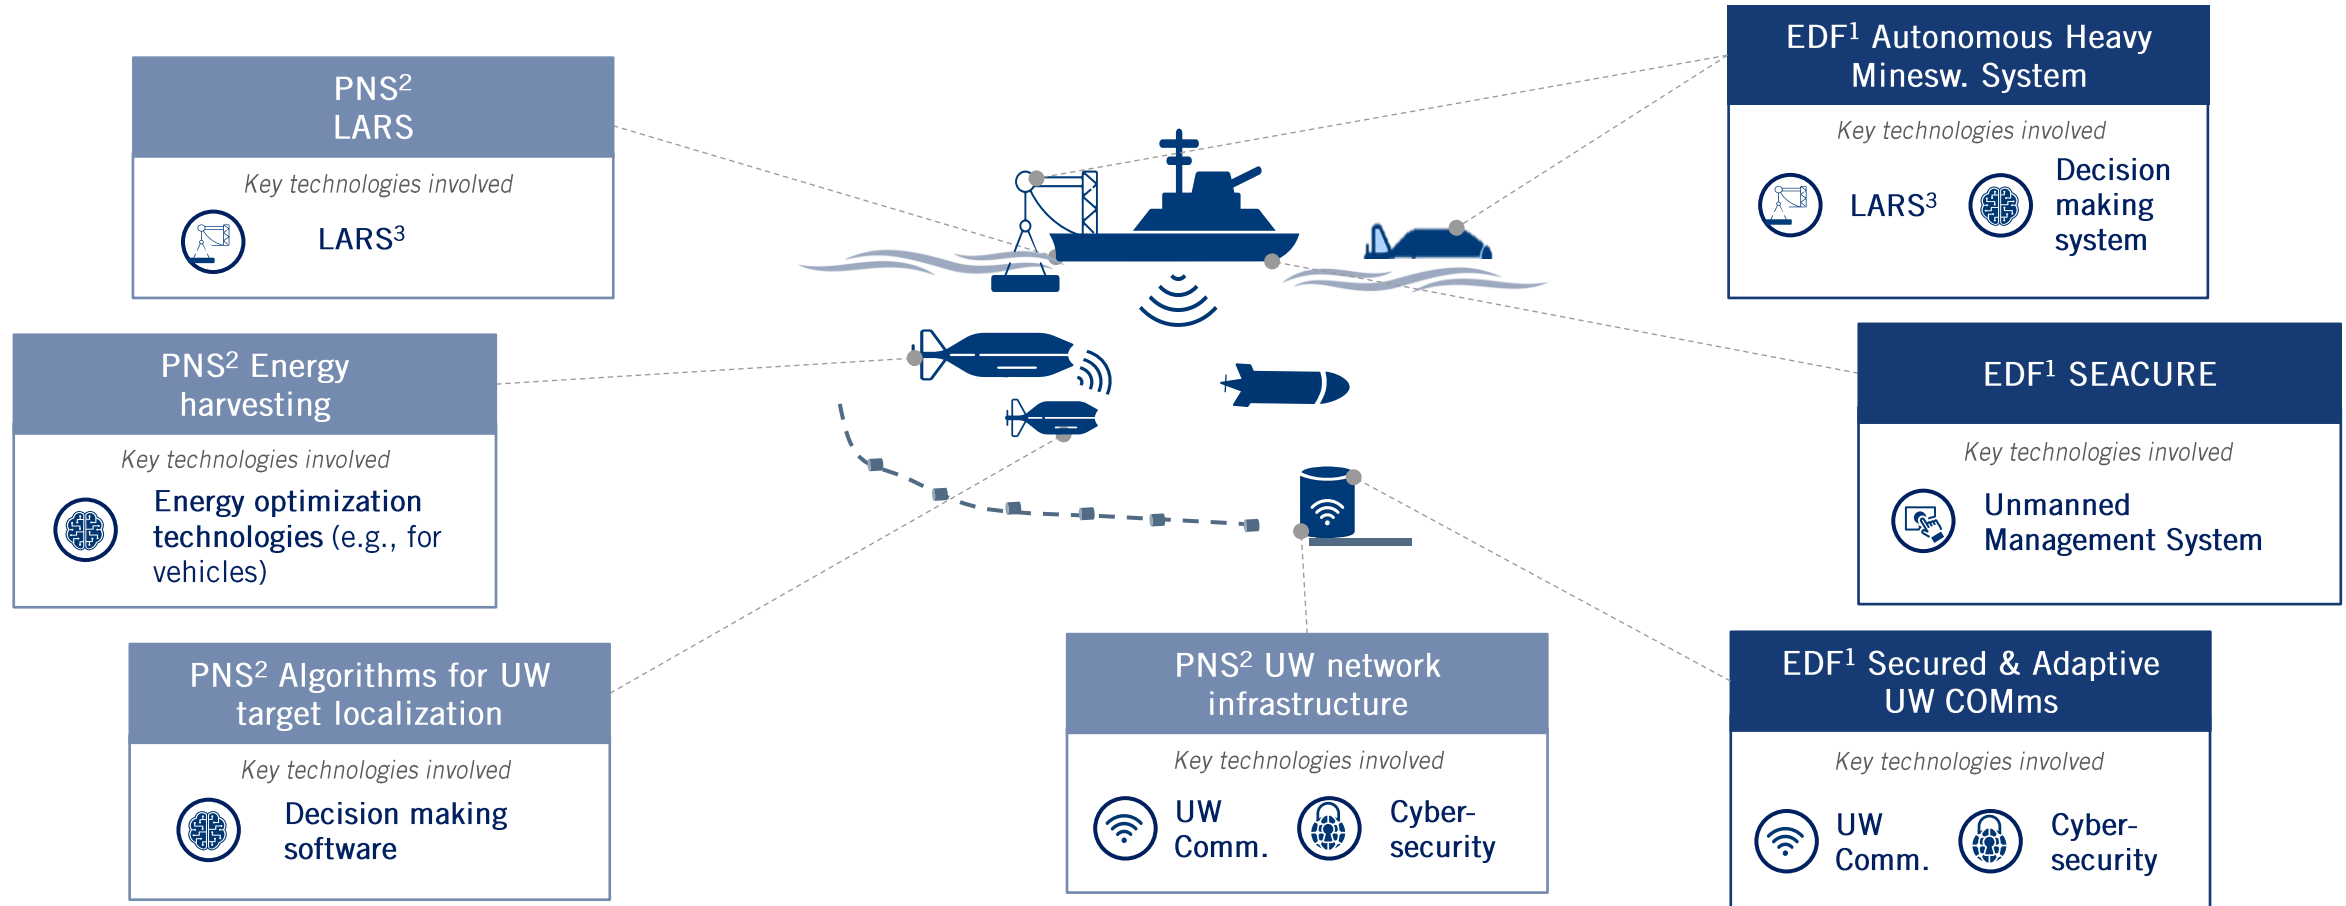 PNS²
LARS
Key technologies involved
LARS³
EDF¹ Autonomous Heavy
Minesw. System
Key technologies involved
LARS³
Decision
making
system
PNS² Energy
harvesting
Key technologies involved
Energy optimization
technologies (e.g., for
vehicles)
EDF¹ SEACURE
Key technologies involved
Unmanned
Management System
PNS² Algorithms for UW
target localization
Key technologies involved
Decision making
software
PNS² UW network
infrastructure
Key technologies involved
UW
Comm.
Cyber-
security
EDF¹ Secured & Adaptive
UW COMms
Key technologies involved
UW
Comm.
Cyber-
security